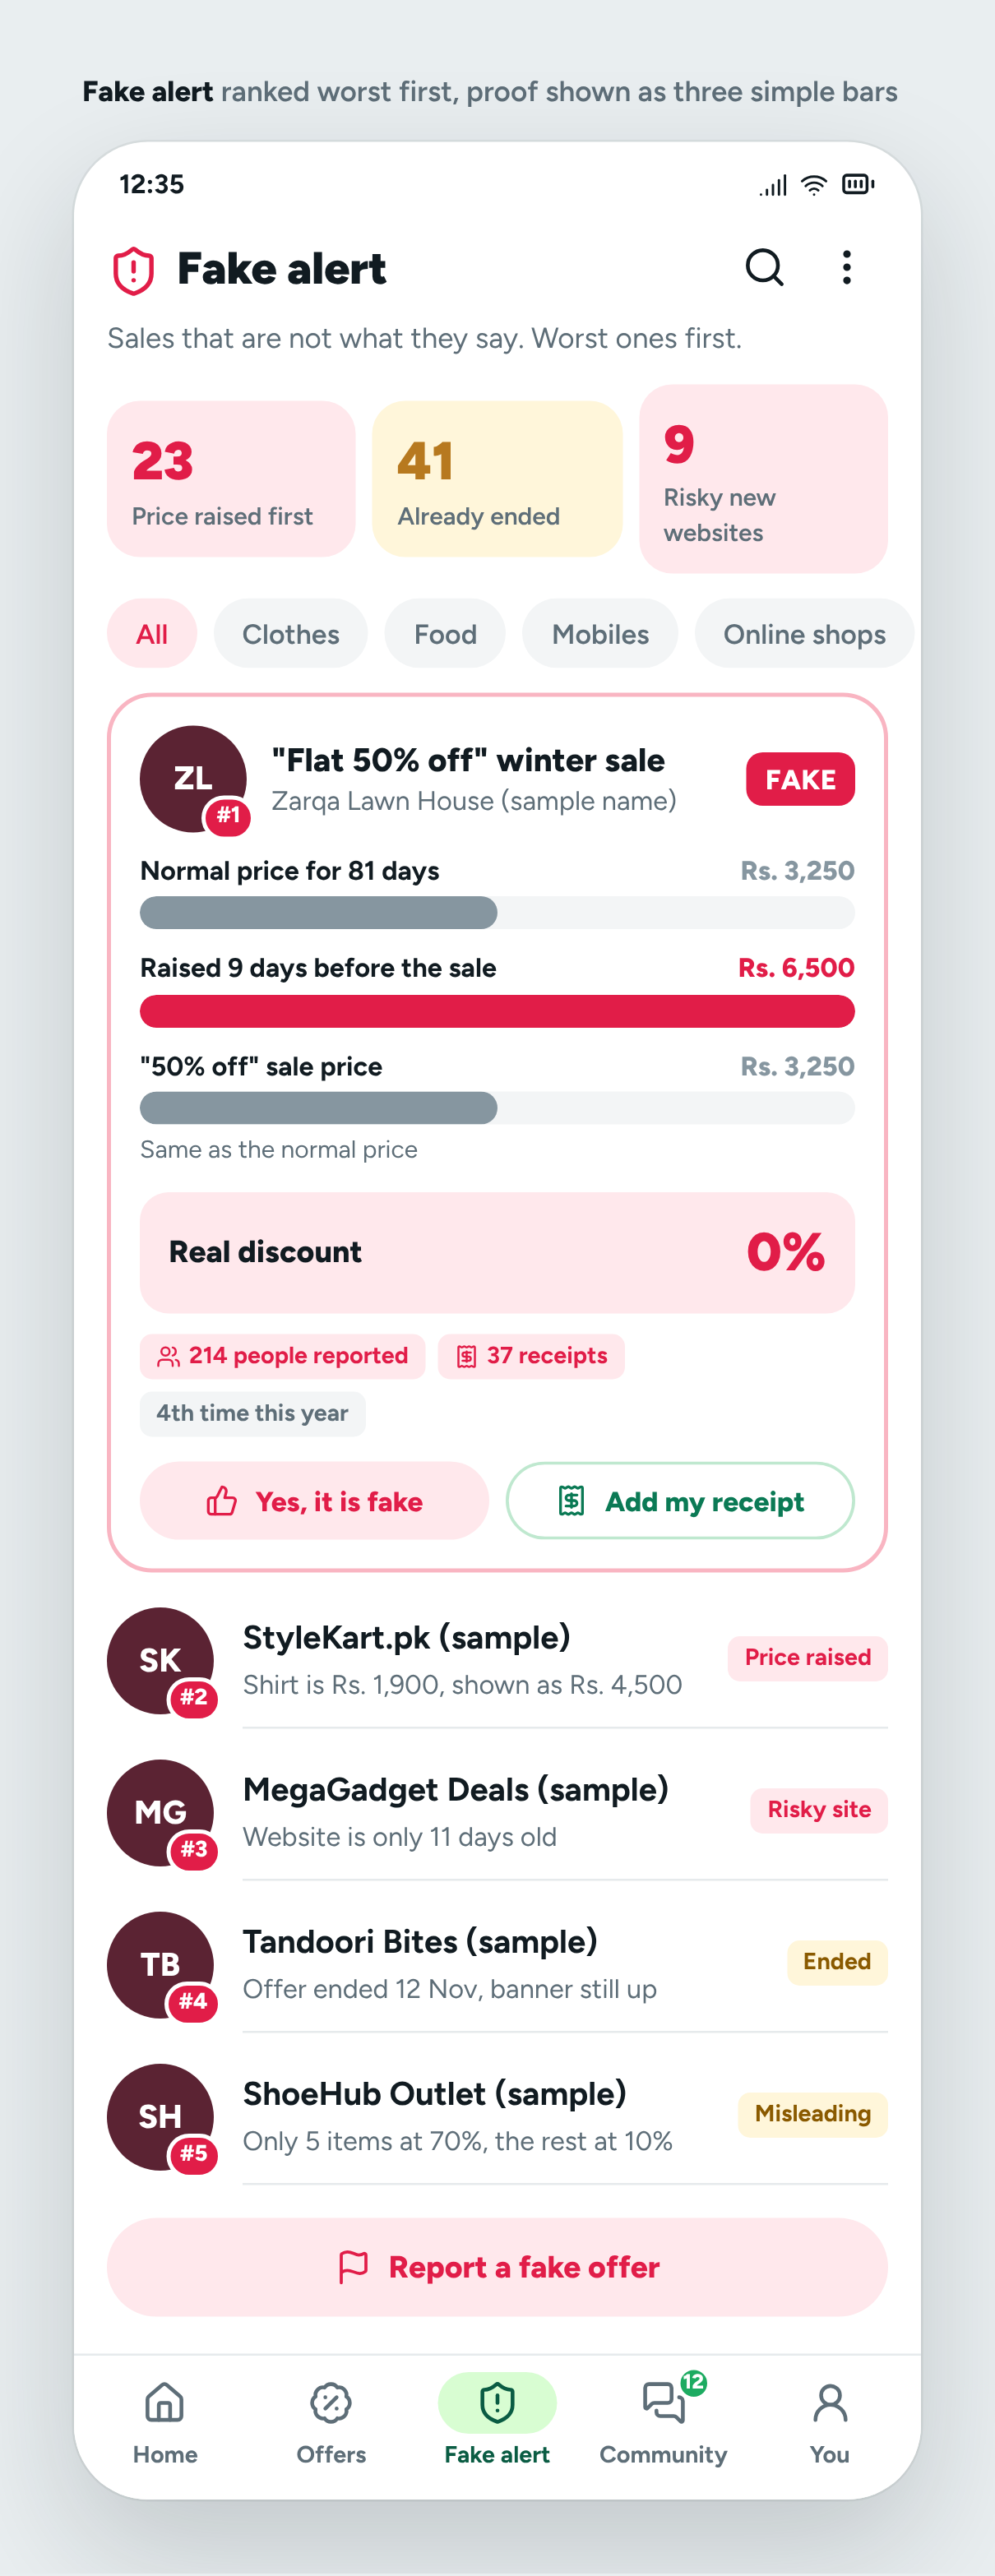 Fake alert ranked worst first, proof shown as three simple bars
12:35
Fake alert
Sales that are not what they say. Worst ones first.
23
Price raised first
41
Already ended
9
Risky new
websites
All
Clothes
Food
Mobiles
Online shops
ZL
#1
"Flat 50% off" winter sale
Zarqa Lawn House (sample name)
FAKE
Normal price for 81 days
Rs. 3,250
Raised 9 days before the sale
Rs. 6,500
"50% off" sale price
Rs. 3,250
Same as the normal price
Real discount
0%
214 people reported
37 receipts
4th time this year
Yes, it is fake
Add my receipt
SK
#2
StyleKart.pk (sample)
Shirt is Rs. 1,900, shown as Rs. 4,500
Price raised
MG
#3
MegaGadget Deals (sample)
Website is only 11 days old
Risky site
TB
#4
Tandoori Bites (sample)
Offer ended 12 Nov, banner still up
Ended
SH
#5
ShoeHub Outlet (sample)
Only 5 items at 70%, the rest at 10%
Misleading
Report a fake offer
Home
Offers
Fake alert
12
Community
You